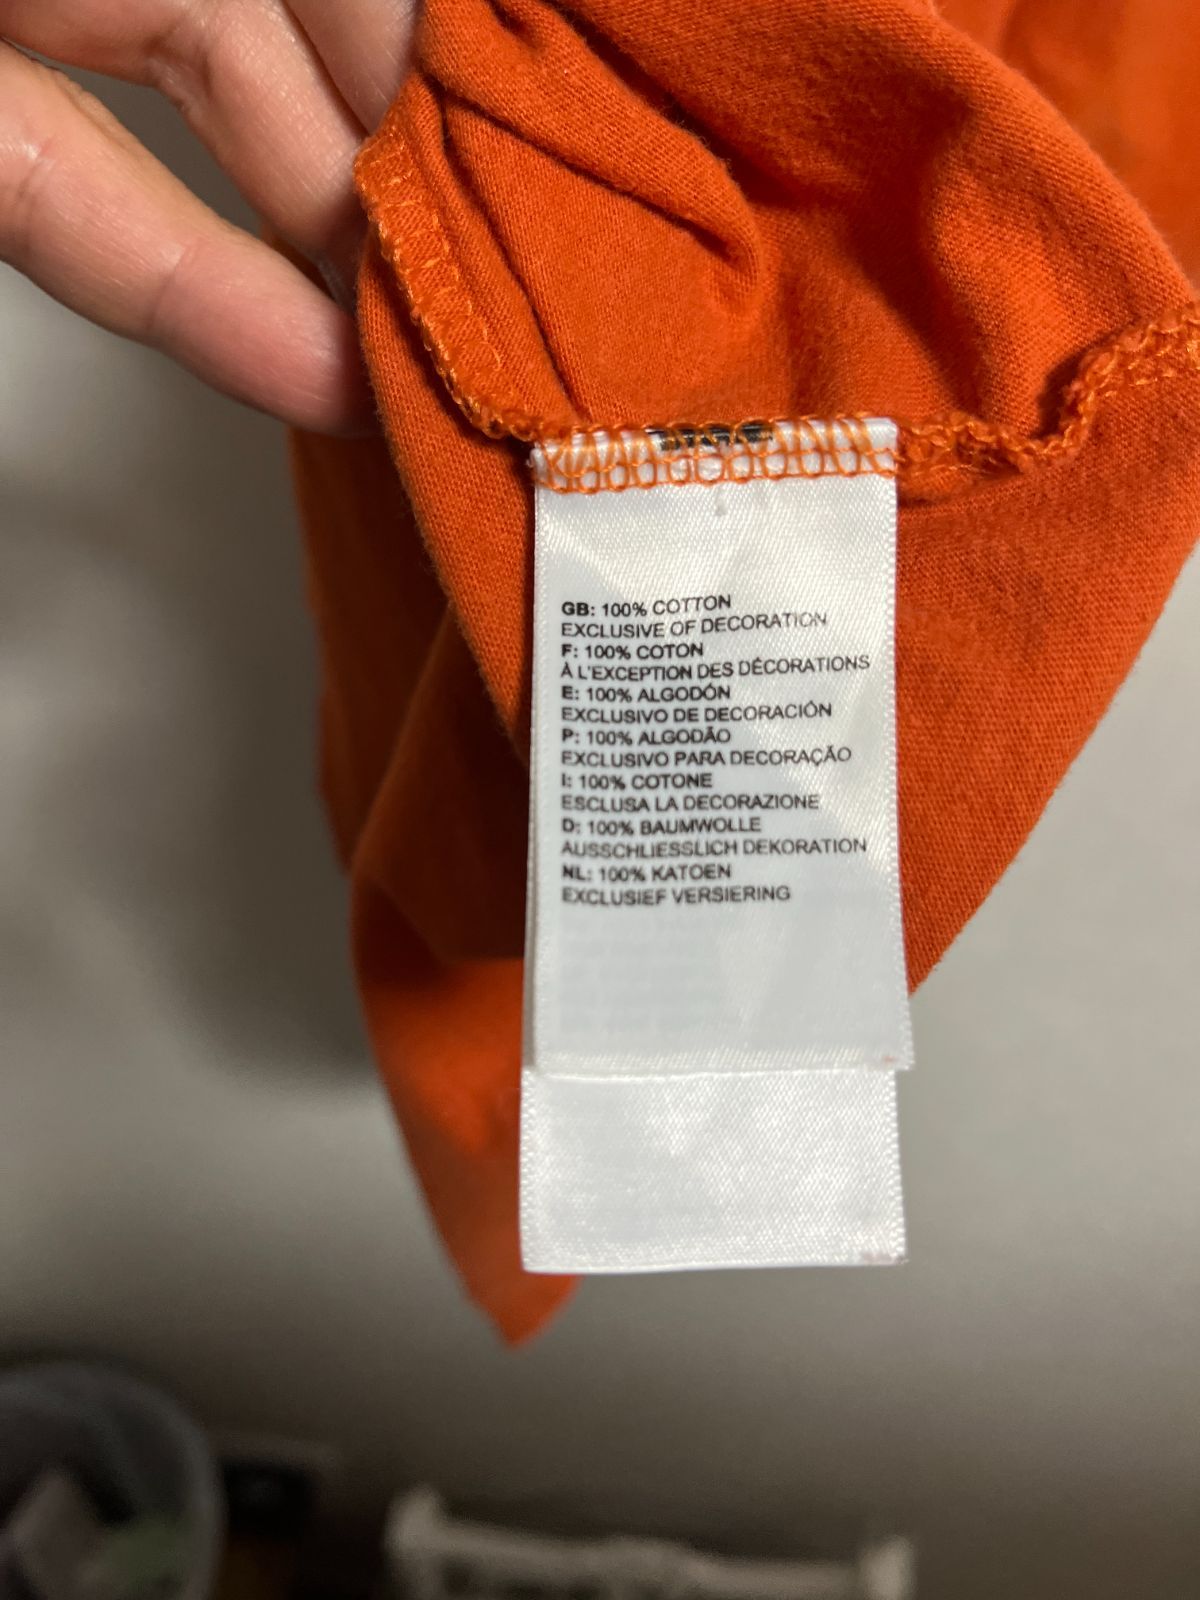 GB: 100% COTTON
EXCLUSIVE OF DECORATION
F: 100% COTON
À L'EXCEPTION DES DÉCORATIONS
E: 100% ALGODÓN
EXCLUSIVO DE DECORACIÓN
P: 100% ALGODÃO
EXCLUSIVO PARA DECORAÇÃO
I: 100% COTONE
ESCLUSA LA DECORAZIONE
D: 100% BAUMWOLLE
AUSSCHLIESSLICH DEKORATION
NL: 100% KATOEN
EXCLUSIEF VERSIERING